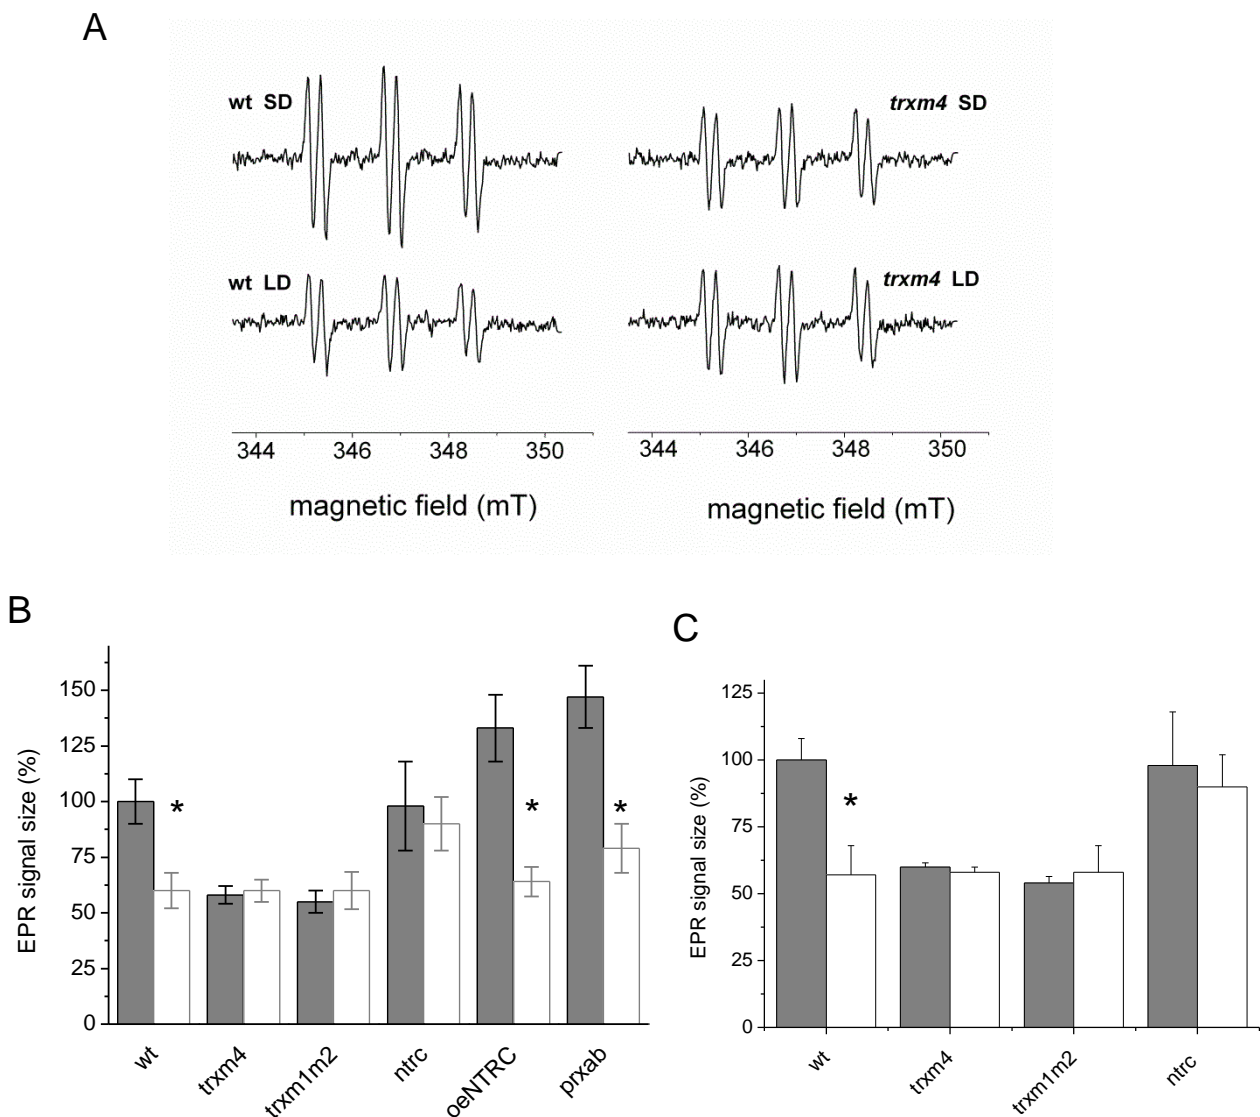 A
wt SD
trxm4 SD
wt LD
trxm4 LD
344 346 348 350
344 346 348 350
magnetic field (mT)
magnetic field (mT)
B
EPR signal size (%)
150
125
100
75
50
25
0
*
*
*
wt
trxm4
trxm1m2
ntrc
oeNTRC
prxab
C
EPR signal size (%)
125
100
75
50
25
0
*
wt
trxm4
trxm1m2
ntrc